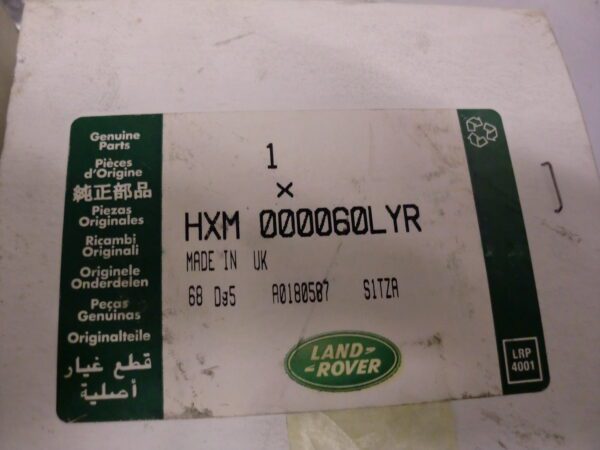 Genuine
Parts
Pièces
d'Origine
純正部品
Piezas
Originales
Ricambi
Originali
Originele
Onderdelen
Peças
Genuinas
Originalteile
قطع غيار
أصلية
1
×
HXM 000060LYR
MADE IN UK
68 Dg5 A0180587 S1TZA
LAND-
-ROVER
LRP
4001